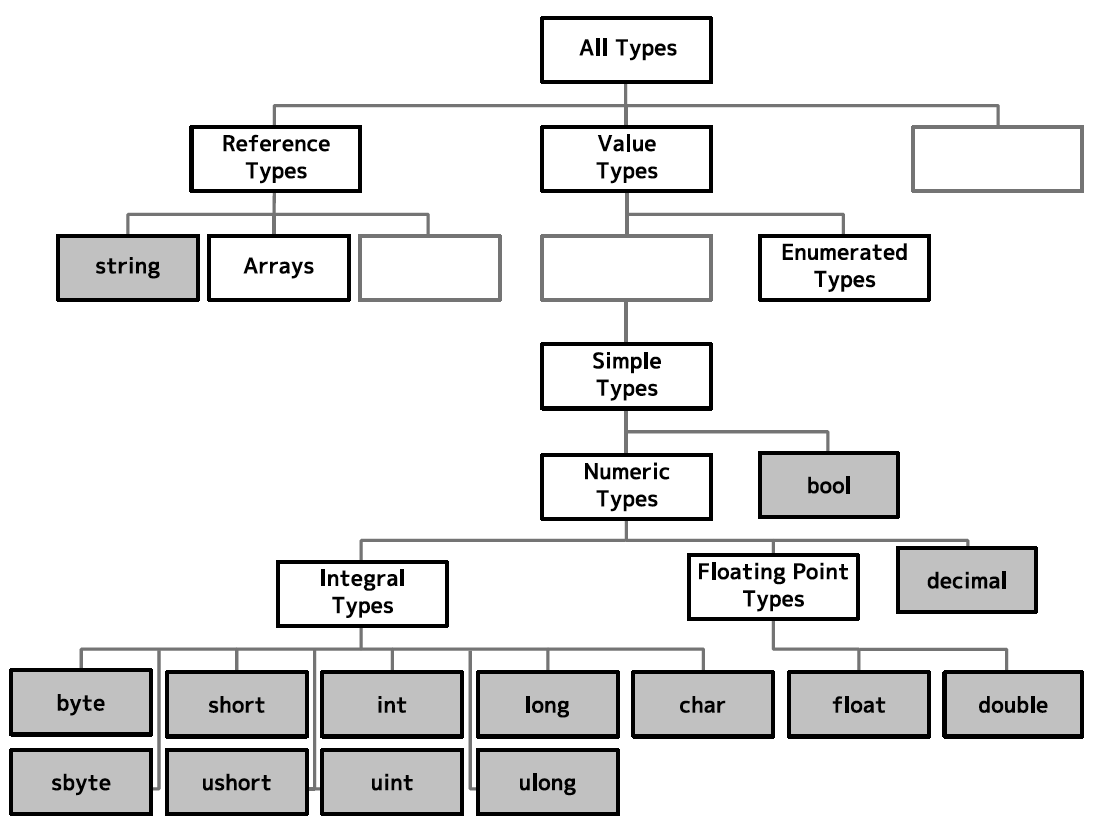 All Types
Reference
Types
Value
Types
string
Arrays
Enumerated
Types
Simple
Types
Numeric
Types
bool
Integral
Types
Floating Point
Types
decimal
byte
short
int
long
char
float
double
sbyte
ushort
uint
ulong